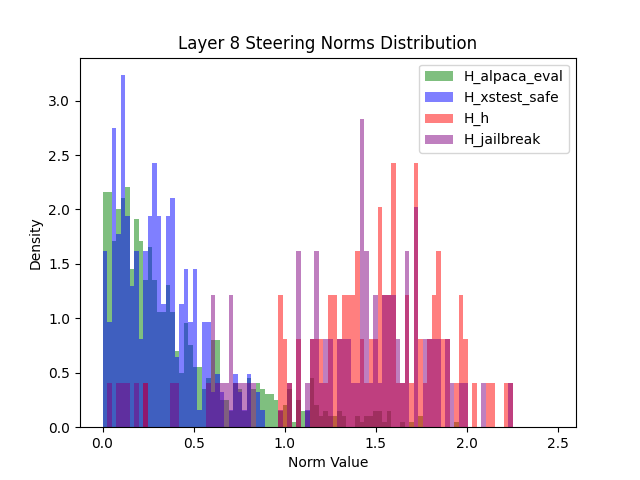 Layer 8 Steering Norms Distribution
H_alpaca_eval
H_xstest_safe
H_h
H_jailbreak
3.0
2.5
2.0
1.5
1.0
0.5
0.0
Density
0.0 0.5 1.0 1.5 2.0 2.5
Norm Value